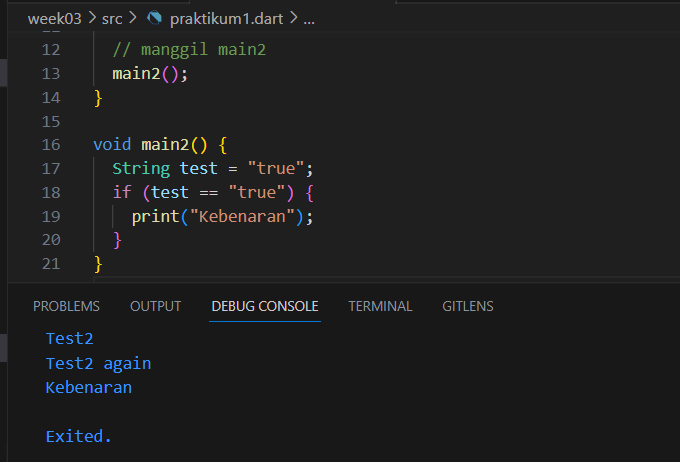 week03 > src > praktikum1.dart > ...
12 // manggil main2
13 main2();
14 }
15
16 void main2() {
17 String test = "true";
18 if (test == "true") {
19 print("Kebenaran");
20 }
21 }
PROBLEMS OUTPUT DEBUG CONSOLE TERMINAL GITLENS
Test2
Test2 again
Kebenaran
Exited.